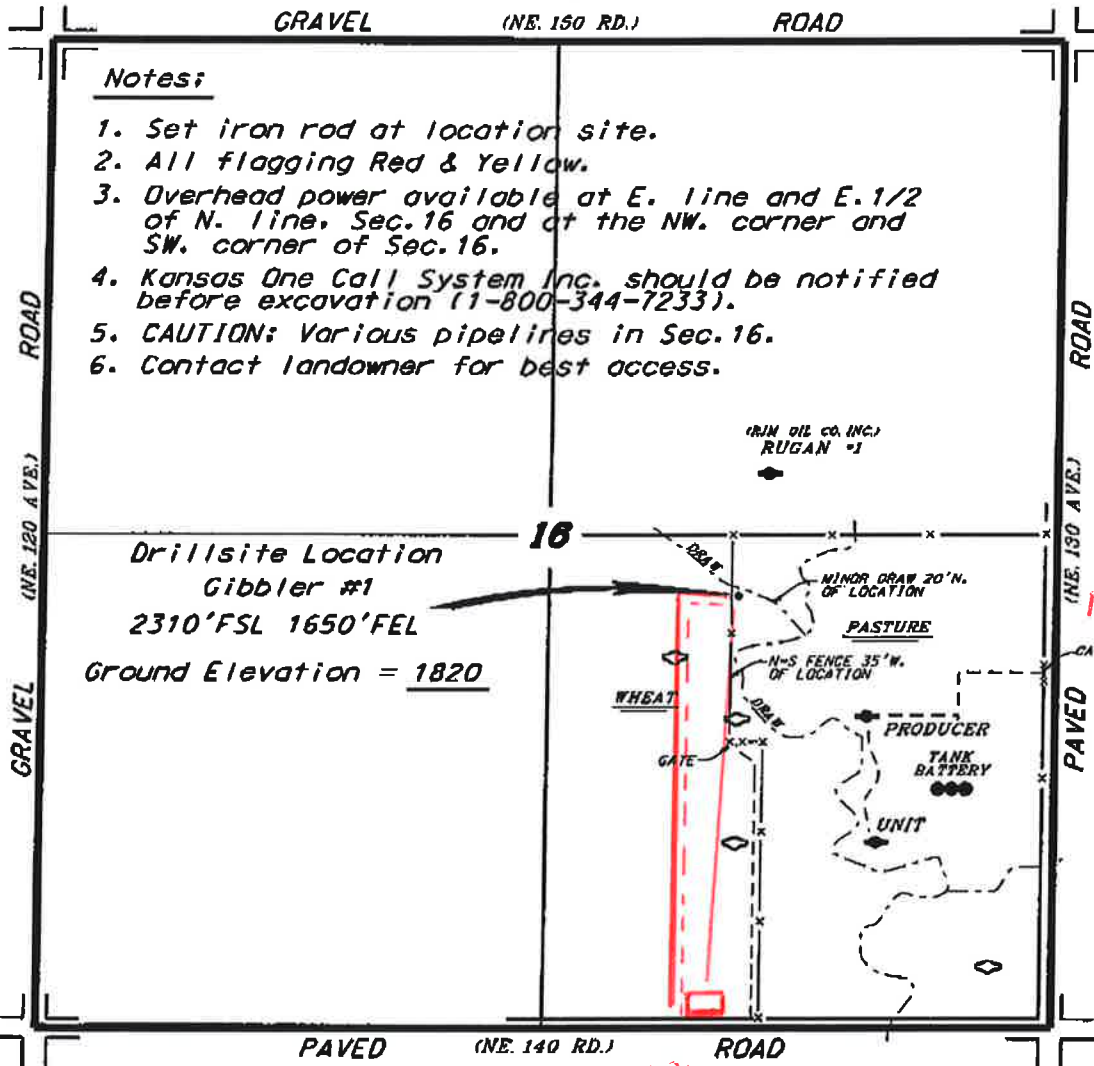 GRAVEL (NE. 150 RD.) ROAD
Notes:
1. Set iron rod at location site.
2. All flagging Red & Yellow.
3. Overhead power available at E. line and E.1/2
of N. line, Sec.16 and at the NW. corner and
SW. corner of Sec.16.
4. Kansas One Call System Inc. should be notified
before excavation (1-800-344-7233).
5. CAUTION: Various pipelines in Sec.16.
6. Contact landowner for best access.
GRAVEL (NE. 120 AVE.) ROAD
PAVED (NE. 130 AVE.) ROAD
(RJM OIL CO. INC.)
RUGAN #1
16
Drillsite Location
Gibbler #1
2310'FSL 1650'FEL
Ground Elevation = 1820
DRAW
MINOR DRAW 20'N.
OF LOCATION
PASTURE
N-S FENCE 35'W.
OF LOCATION
WHEAT
DRAW
GATE
PRODUCER
TANK
BATTERY
UNIT
PAVED (NE. 140 RD.) ROAD